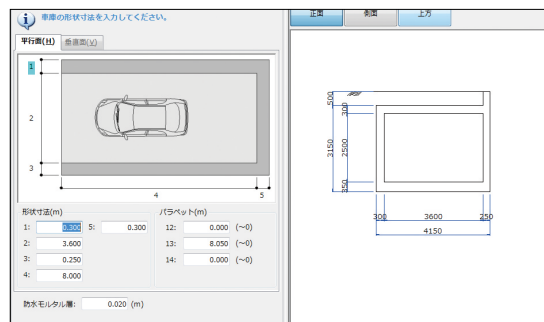 車庫の形状寸法を入力してください。
平行面(H) 垂直面(V)
1
2
3
4 5
形状寸法(m)
1: 0.300 5: 0.300
2: 3.600
3: 0.250
4: 8.000
パラペット(m)
12: 0.000 (~0)
13: 8.050 (~0)
14: 0.000 (~0)
防水モルタル層: 0.020 (m)
正面 側面 上方
500
300
3150
2500
350
300 3600 250
4150